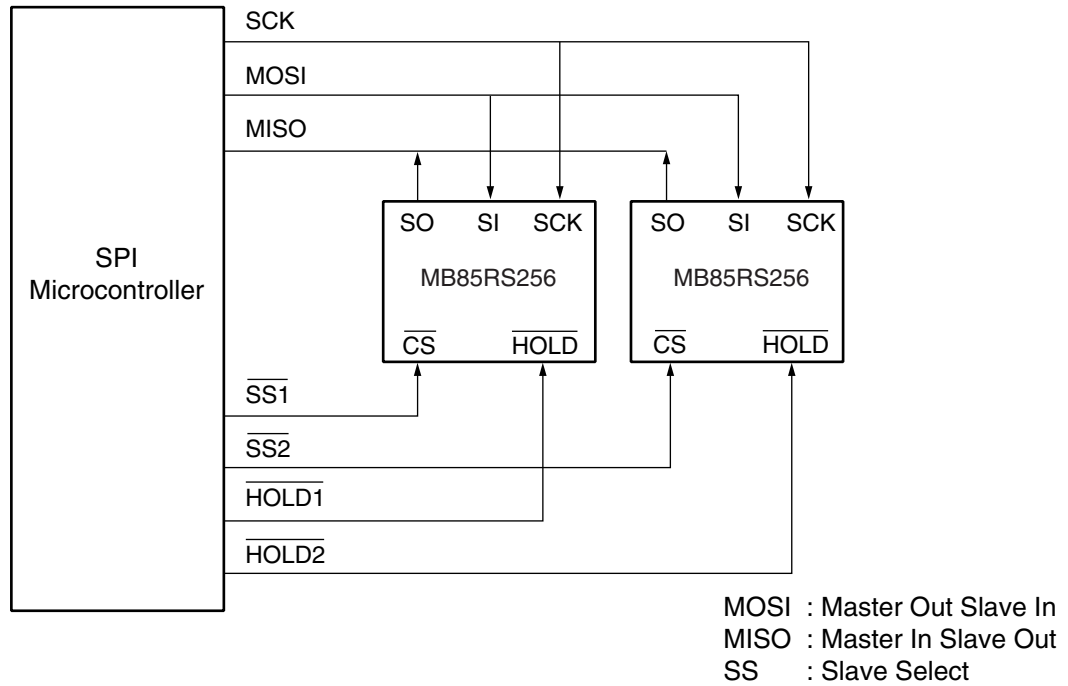 SCK
MOSI
MISO
SO SI SCK
SO SI SCK
SPI
Microcontroller
MB85RS256
MB85RS256
CS HOLD
CS HOLD
SS1
SS2
HOLD1
HOLD2
MOSI : Master Out Slave In
MISO : Master In Slave Out
SS : Slave Select